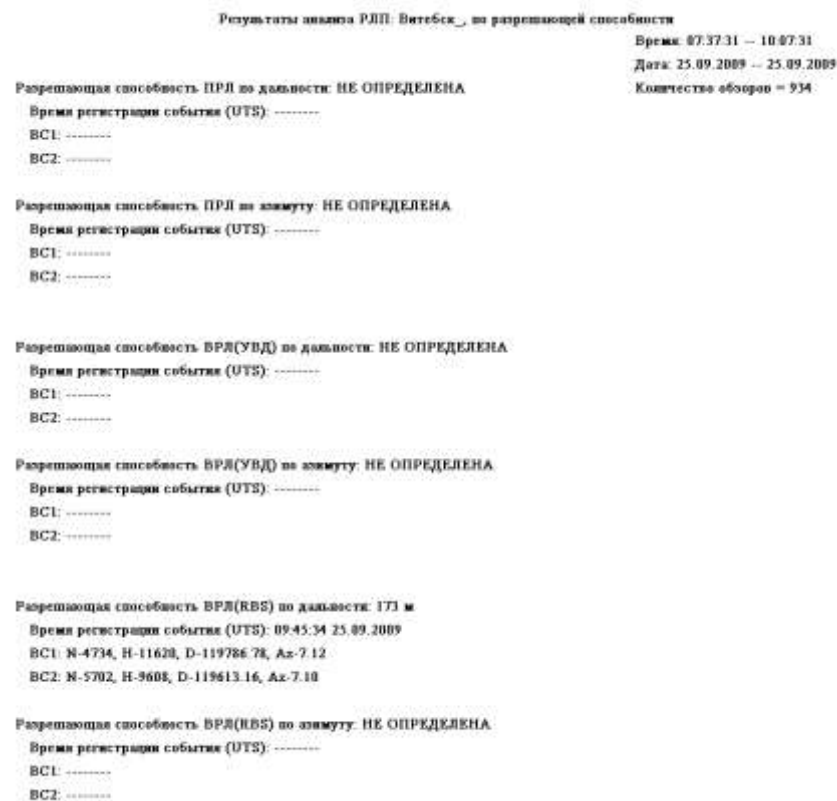 Результаты анализа РЛП: Витебск_, по разрешающей способности
Время: 07:37:31 -- 10:07:31
Дата: 25.09.2009 -- 25.09.2009
Количество обзоров = 934
Разрешающая способность ПРЛ по дальности: НЕ ОПРЕДЕЛЕНА
Время регистрации события (UTS): --------
ВС1: --------
ВС2: --------
Разрешающая способность ПРЛ по азимуту: НЕ ОПРЕДЕЛЕНА
Время регистрации события (UTS): --------
ВС1: --------
ВС2: --------
Разрешающая способность ВРЛ(УВД) по дальности: НЕ ОПРЕДЕЛЕНА
Время регистрации события (UTS): --------
ВС1: --------
ВС2: --------
Разрешающая способность ВРЛ(УВД) по азимуту: НЕ ОПРЕДЕЛЕНА
Время регистрации события (UTS): --------
ВС1: --------
ВС2: --------
Разрешающая способность ВРЛ(RBS) по дальности: 173 м
Время регистрации события (UTS): 09:45:34 25.09.2009
ВС1: N-4734, H-11620, D-119786.78, Az-7.12
ВС2: N-5702, H-9608, D-119613.16, Az-7.10
Разрешающая способность ВРЛ(RBS) по азимуту: НЕ ОПРЕДЕЛЕНА
Время регистрации события (UTS): --------
ВС1: --------
ВС2: --------